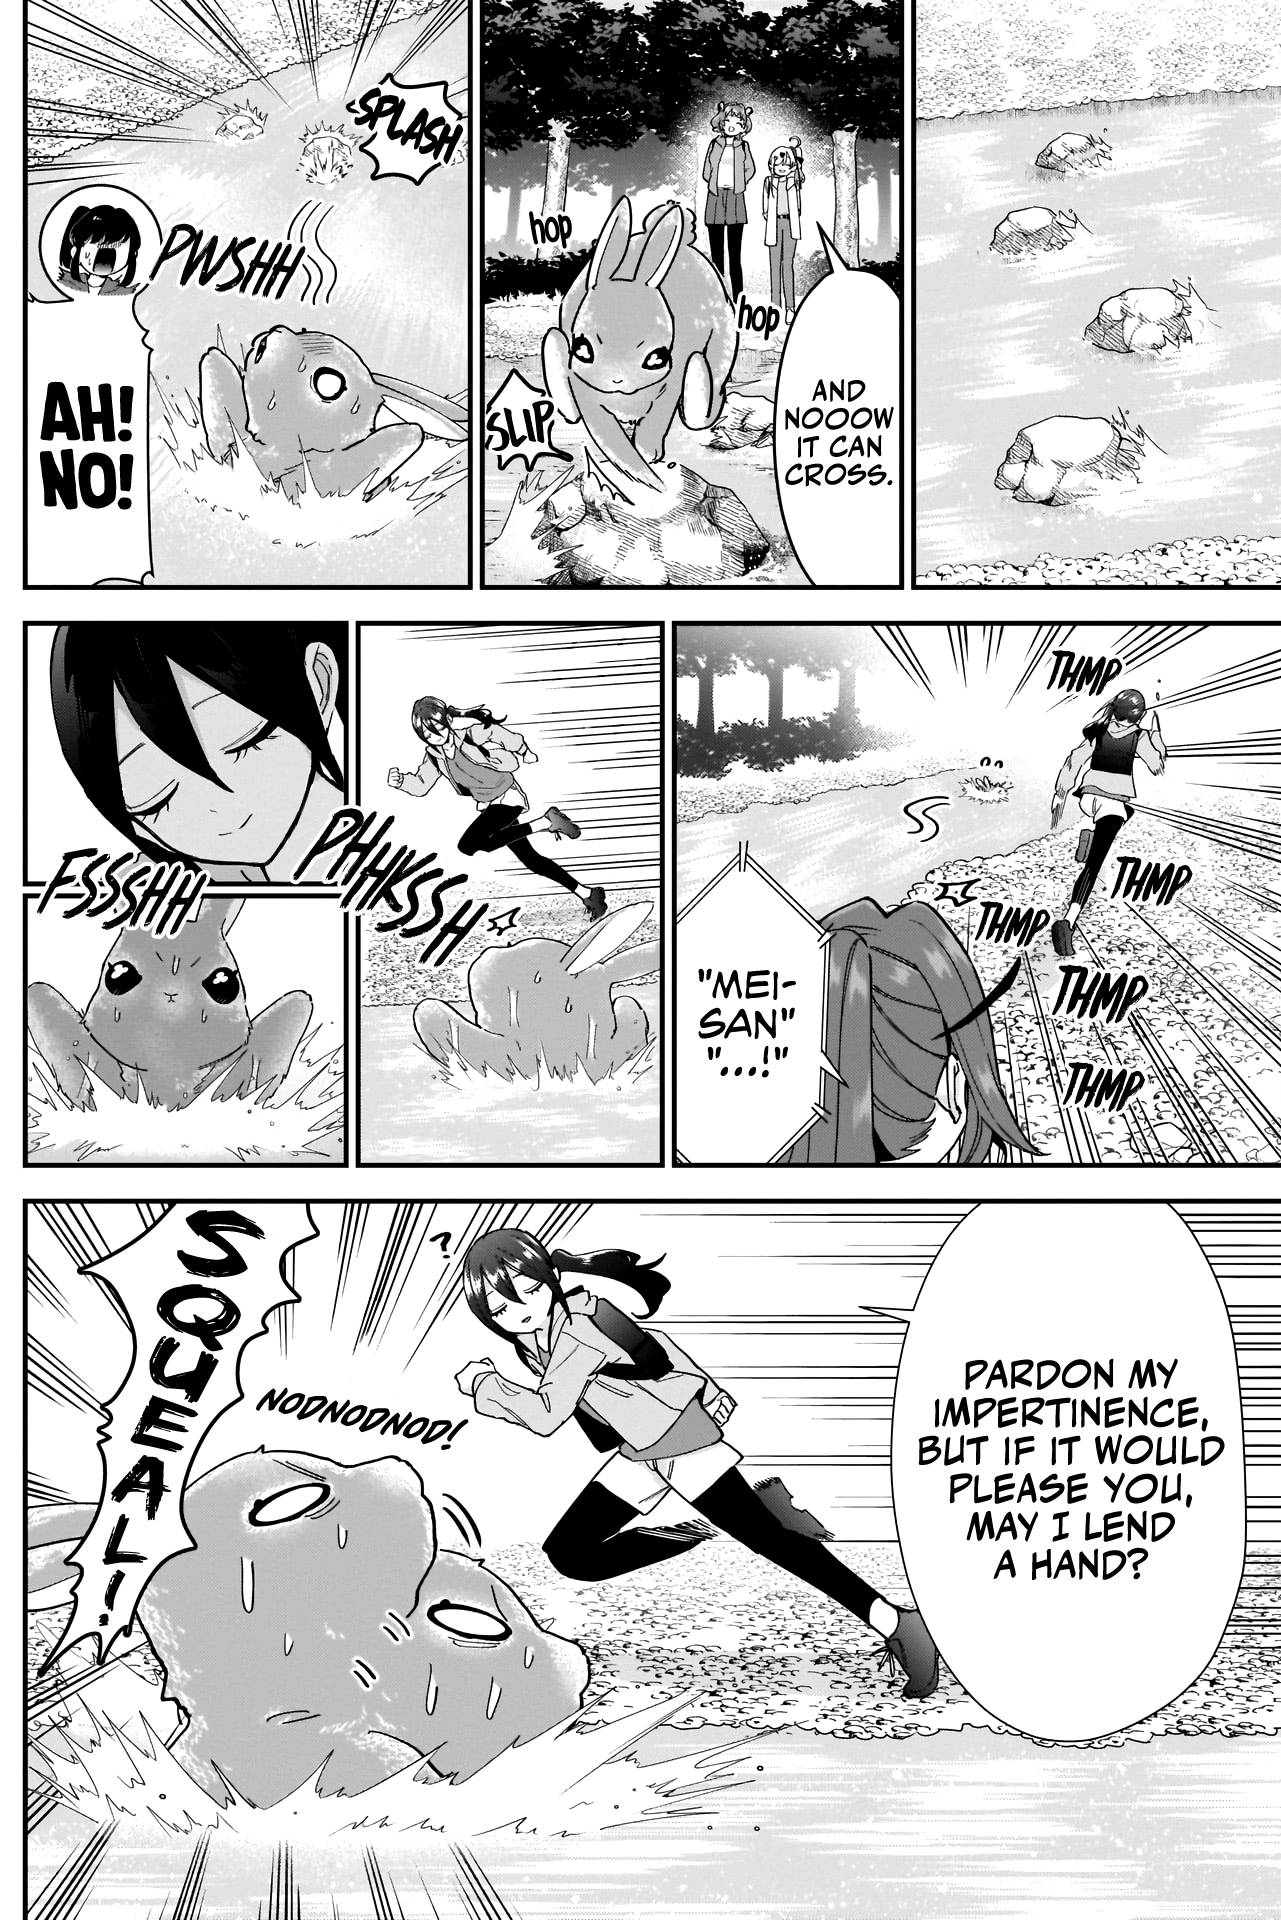 AND
NOOOW
IT CAN
CROSS.
hop
hop
SLIP
SPLASH
PWSHH
AH!
NO!
THMP
THMP
THMP
THMP
THMP
"MEI-
SAN"
"...!"
PHHKSSH
FSSSHH
PARDON MY
IMPERTINENCE,
BUT IF IT WOULD
PLEASE YOU,
MAY I LEND
A HAND?
?
NODNODNOD!
SQUEAL!